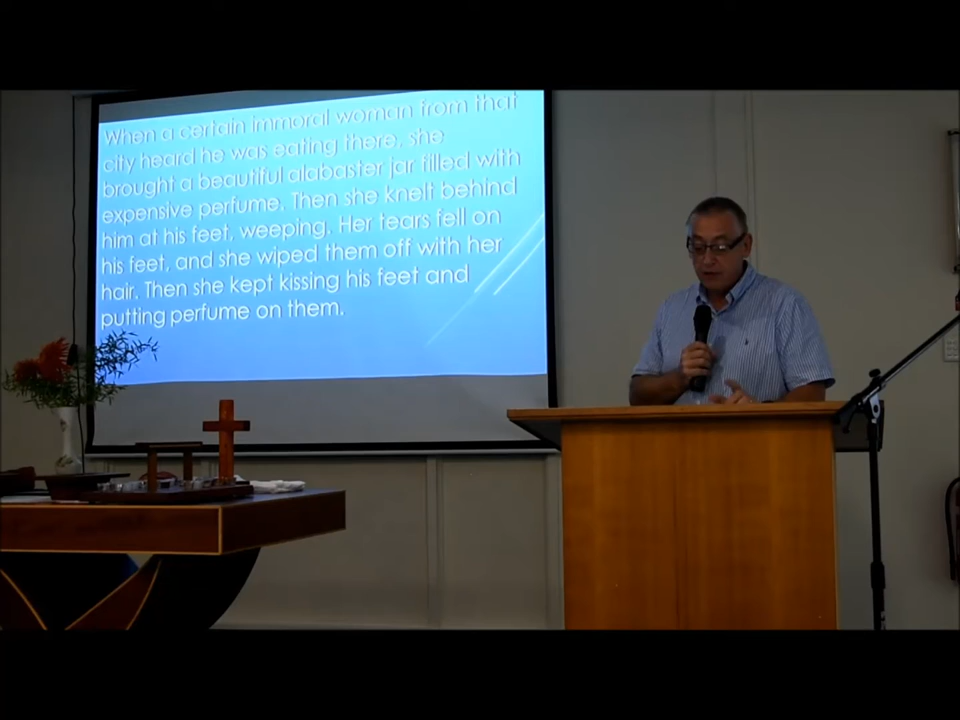 When a certain immoral woman from that
city heard he was eating there, she
brought a beautiful alabaster jar filled with
expensive perfume. Then she knelt behind
him at his feet, weeping. Her tears fell on
his feet, and she wiped them off with her
hair. Then she kept kissing his feet and
putting perfume on them.